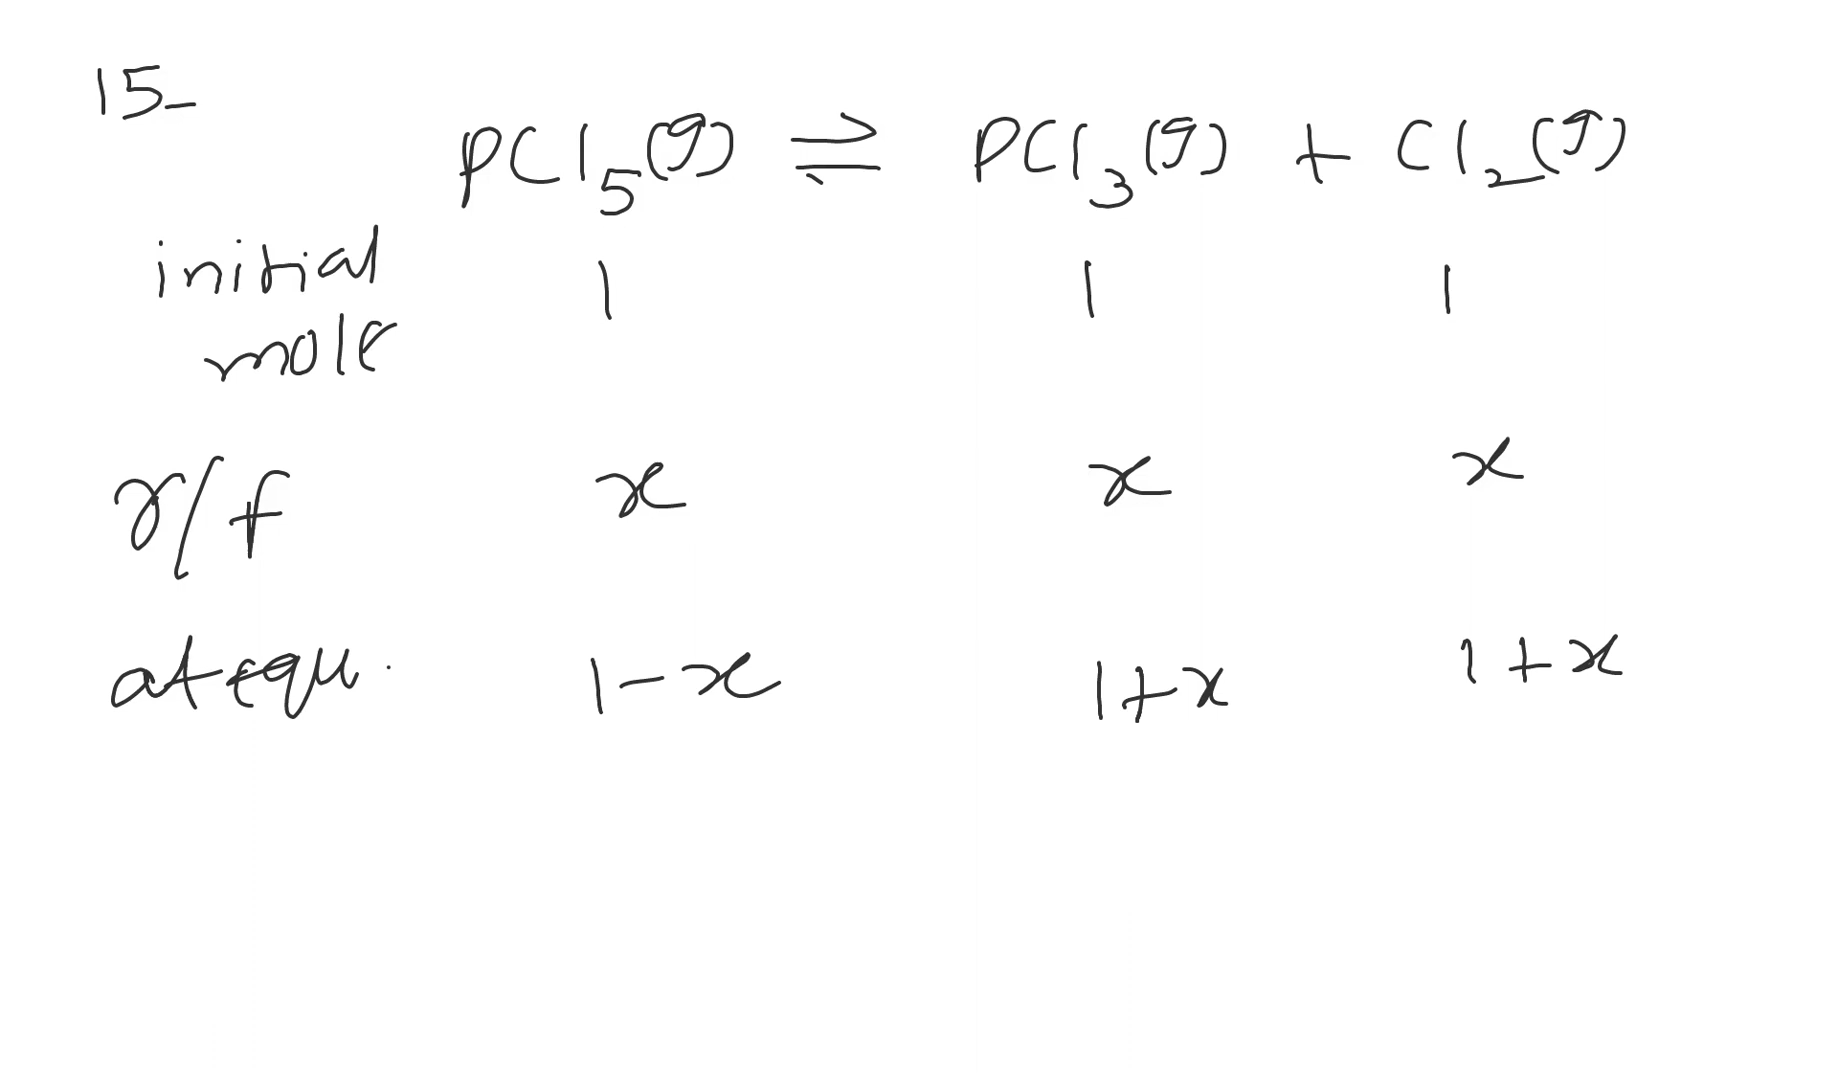 15-
PCl₅(g) ⇌ PCl₃(g) + Cl₂(g)
initial 1 1 1
mole
r/f x x x
at equ. 1-x 1+x 1+x